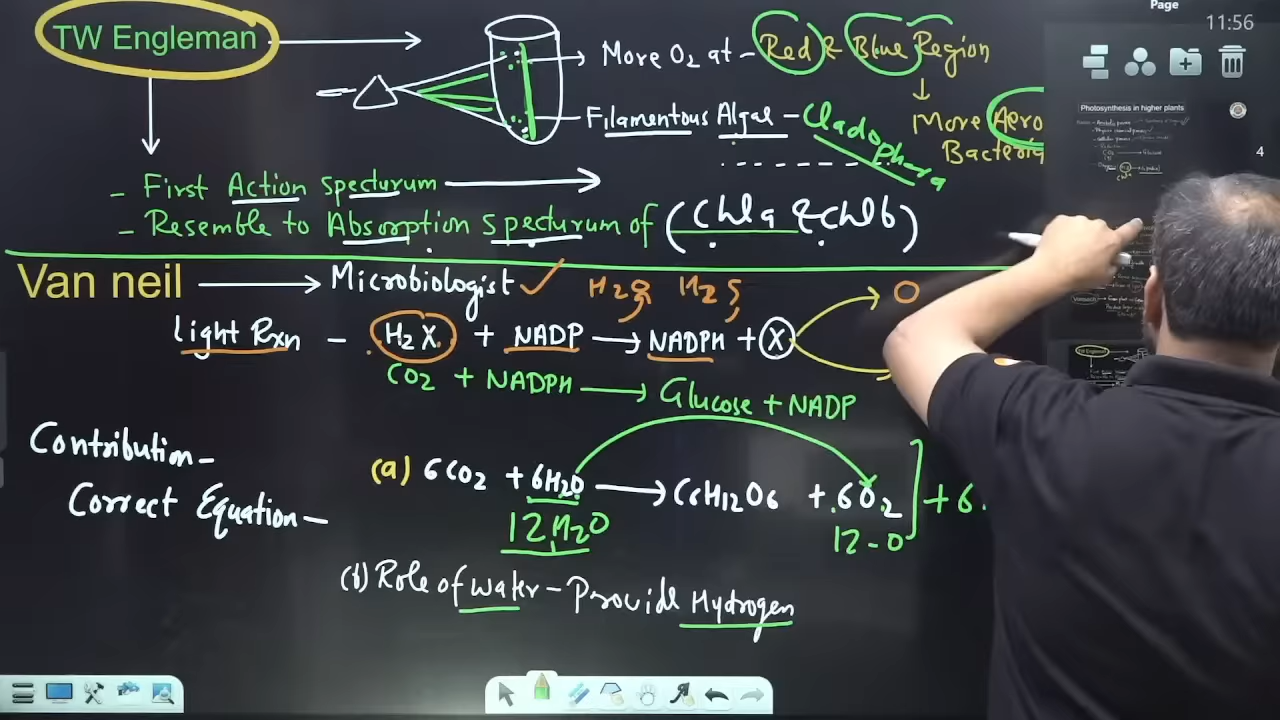 Page
11:56
TW Engleman
More O2 at - Red & Blue Region
↓
More Aero
Bacteria
Filamentous Algal - Cladophara
- First Action specturum
- Resemble to Absorption specturum of (Chl a & Chl b)
Photosynthesis in higher plants
4
Van neil → Microbiologist ✓ H2O H2S
O
Light Rxn - H2X + NADP → NADPH + X
CO2 + NADPH → Glucose + NADP
Contribution-
Correct Equation-
(a) 6CO2 + 6H2O → C6H12O6 + 6O2 ] + 6
12H2O
12-O
(b) Role of water - Provide Hydrogen